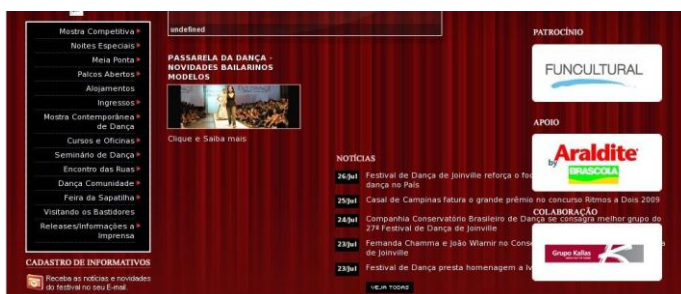 Mostra Competitiva
Noites Especiais
Meia Ponta
Palcos Abertos
Alojamentos
Ingressos
Mostra Contemporânea
de Dança
Cursos e Oficinas
Seminário de Dança
Encontro das Ruas
Dança Comunidade
Feira da Sapatilha
Visitando os Bastidores
Releases/Informações a
Imprensa
CADASTRO DE INFORMATIVOS
Receba as notícias e novidades
do festival no seu E-mail.
undefined
PASSARELA DA DANÇA -
NOVIDADES BAILARINOS
MODELOS
Clique e Saiba mais
NOTÍCIAS
26/Jul Festival de Dança de Joinville reforça o
dança no País
25/Jul Casal de Campinas fatura o grande prêmio no concurso Ritmos a Dois 2009
24/Jul Companhia Conservatório Brasileiro de Dança se consagra melhor grupo do
27º Festival de Dança de Joinville
23/Jul Fernanda Chamma e João Wlamir no
de Joinville
23/Jul Festival de Dança presta homenagem a
VEJA TODAS
PATROCÍNIO
FUNCULTURAL
APOIO
Araldite
by BRASCOLA
COLABORAÇÃO
Grupo Kallas